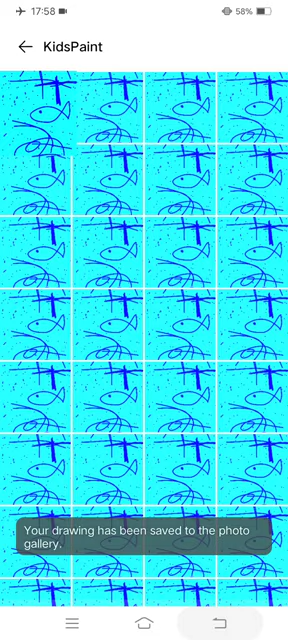 17:58
58%
KidsPaint
Your drawing has been saved to the photo
gallery.